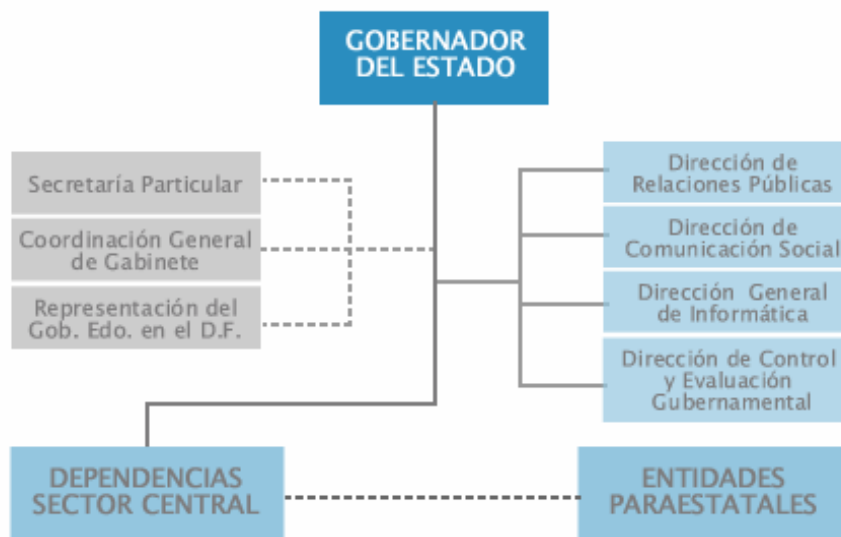 GOBERNADOR
DEL ESTADO
Secretaría Particular
Coordinación General
de Gabinete
Representación del
Gob. Edo. en el D.F.
Dirección de
Relaciones Públicas
Dirección de
Comunicación Social
Dirección General
de Informática
Dirección de Control
y Evaluación
Gubernamental
DEPENDENCIAS
SECTOR CENTRAL
ENTIDADES
PARAESTATALES